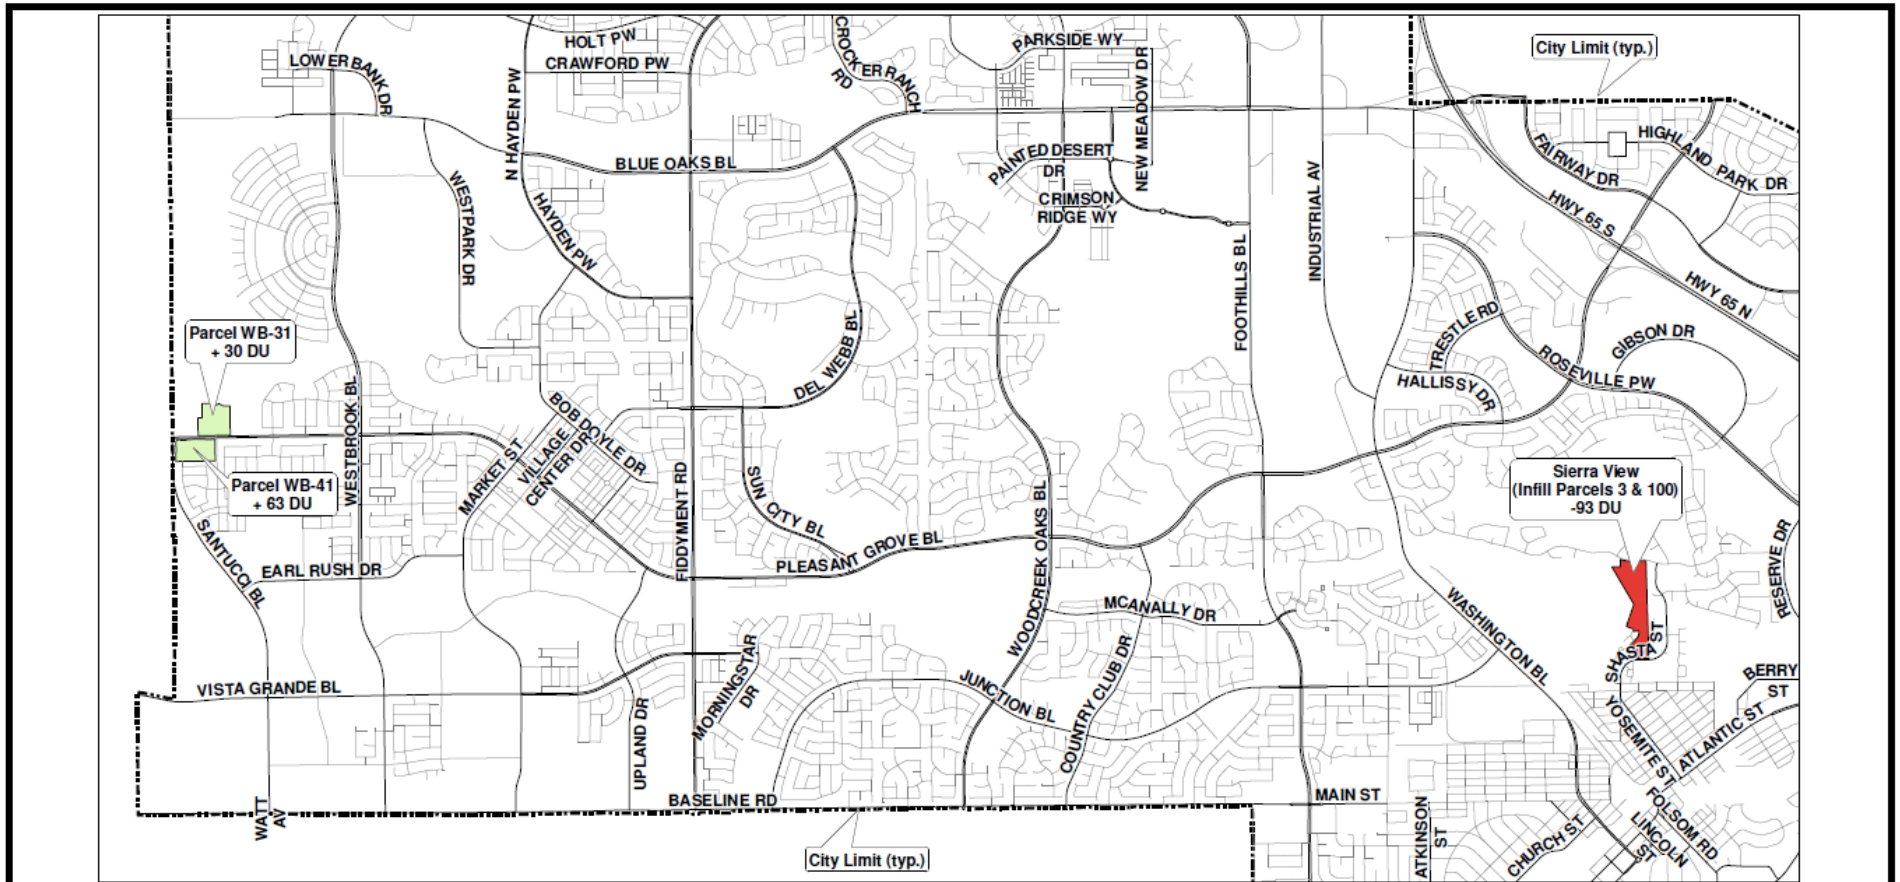 HOLT PW
CRAWFORD PW
LOWER BANK DR
N HAYDEN PW
CROCKER RANCH
RD
PARKSIDE WY
NEW MEADOW DR
City Limit (typ.)
BLUE OAKS BL
PAINTED DESERT
DR
CRIMSON
RIDGE WY
FAIRWAY DR
HIGHLAND PARK DR
WESTPARK DR
HAYDEN PW
INDUSTRIAL AV
FOOTHILLS BL
HWY 65 S
HWY 65 N
Parcel WB-31
+ 30 DU
DEL WEBB BL
TRESTLE RD
GIBSON DR
ROSEVILLE PW
HALLISSY DR
WESTBROOK BL
BOB DOYLE DR
MARKET ST
VILLAGE
CENTER DR
Parcel WB-41
+ 63 DU
FIDDYMENT RD
SUN CITY BL
Sierra View
(Infill Parcels 3 & 100)
-93 DU
SANTUCCI BL
EARL RUSH DR
PLEASANT GROVE BL
WOODCREEK OAKS BL
RESERVE DR
MCANALLY DR
WASHINGTON BL
SHASTA
ST
VISTA GRANDE BL
MORNINGSTAR
DR
JUNCTION BL
COUNTRY CLUB DR
BERRY
ST
UPLAND DR
YOSEMITE ST
ATLANTIC ST
BASELINE RD
MAIN ST
WATT
AV
City Limit (typ.)
ATKINSON
ST
CHURCH ST
FOLSOM RD
LINCOLN
ST